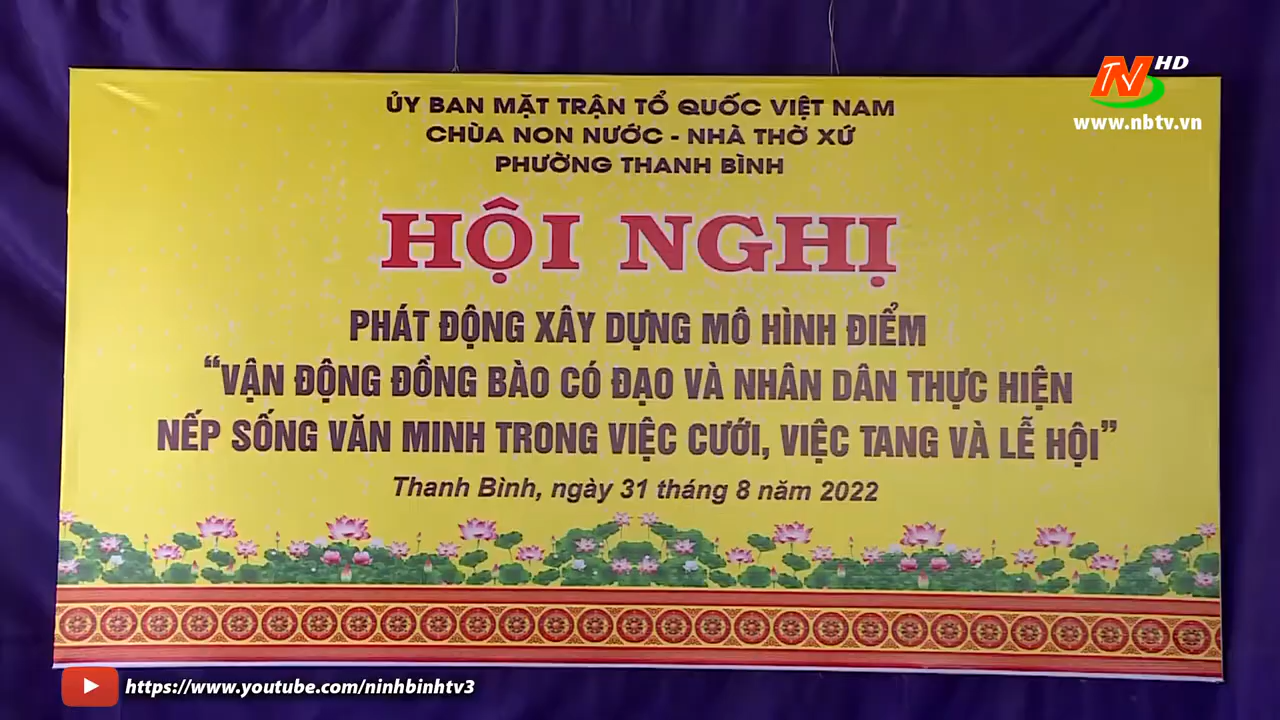 NTV HD
www.nbtv.vn
ỦY BAN MẶT TRẬN TỔ QUỐC VIỆT NAM
CHÙA NON NƯỚC - NHÀ THỜ XỨ
PHƯỜNG THANH BÌNH
HỘI NGHỊ
PHÁT ĐỘNG XÂY DỰNG MÔ HÌNH ĐIỂM
“VẬN ĐỘNG ĐỒNG BÀO CÓ ĐẠO VÀ NHÂN DÂN THỰC HIỆN
NẾP SỐNG VĂN MINH TRONG VIỆC CƯỚI, VIỆC TANG VÀ LỄ HỘI”
Thanh Bình, ngày 31 tháng 8 năm 2022
https://www.youtube.com/ninhbinhtv3